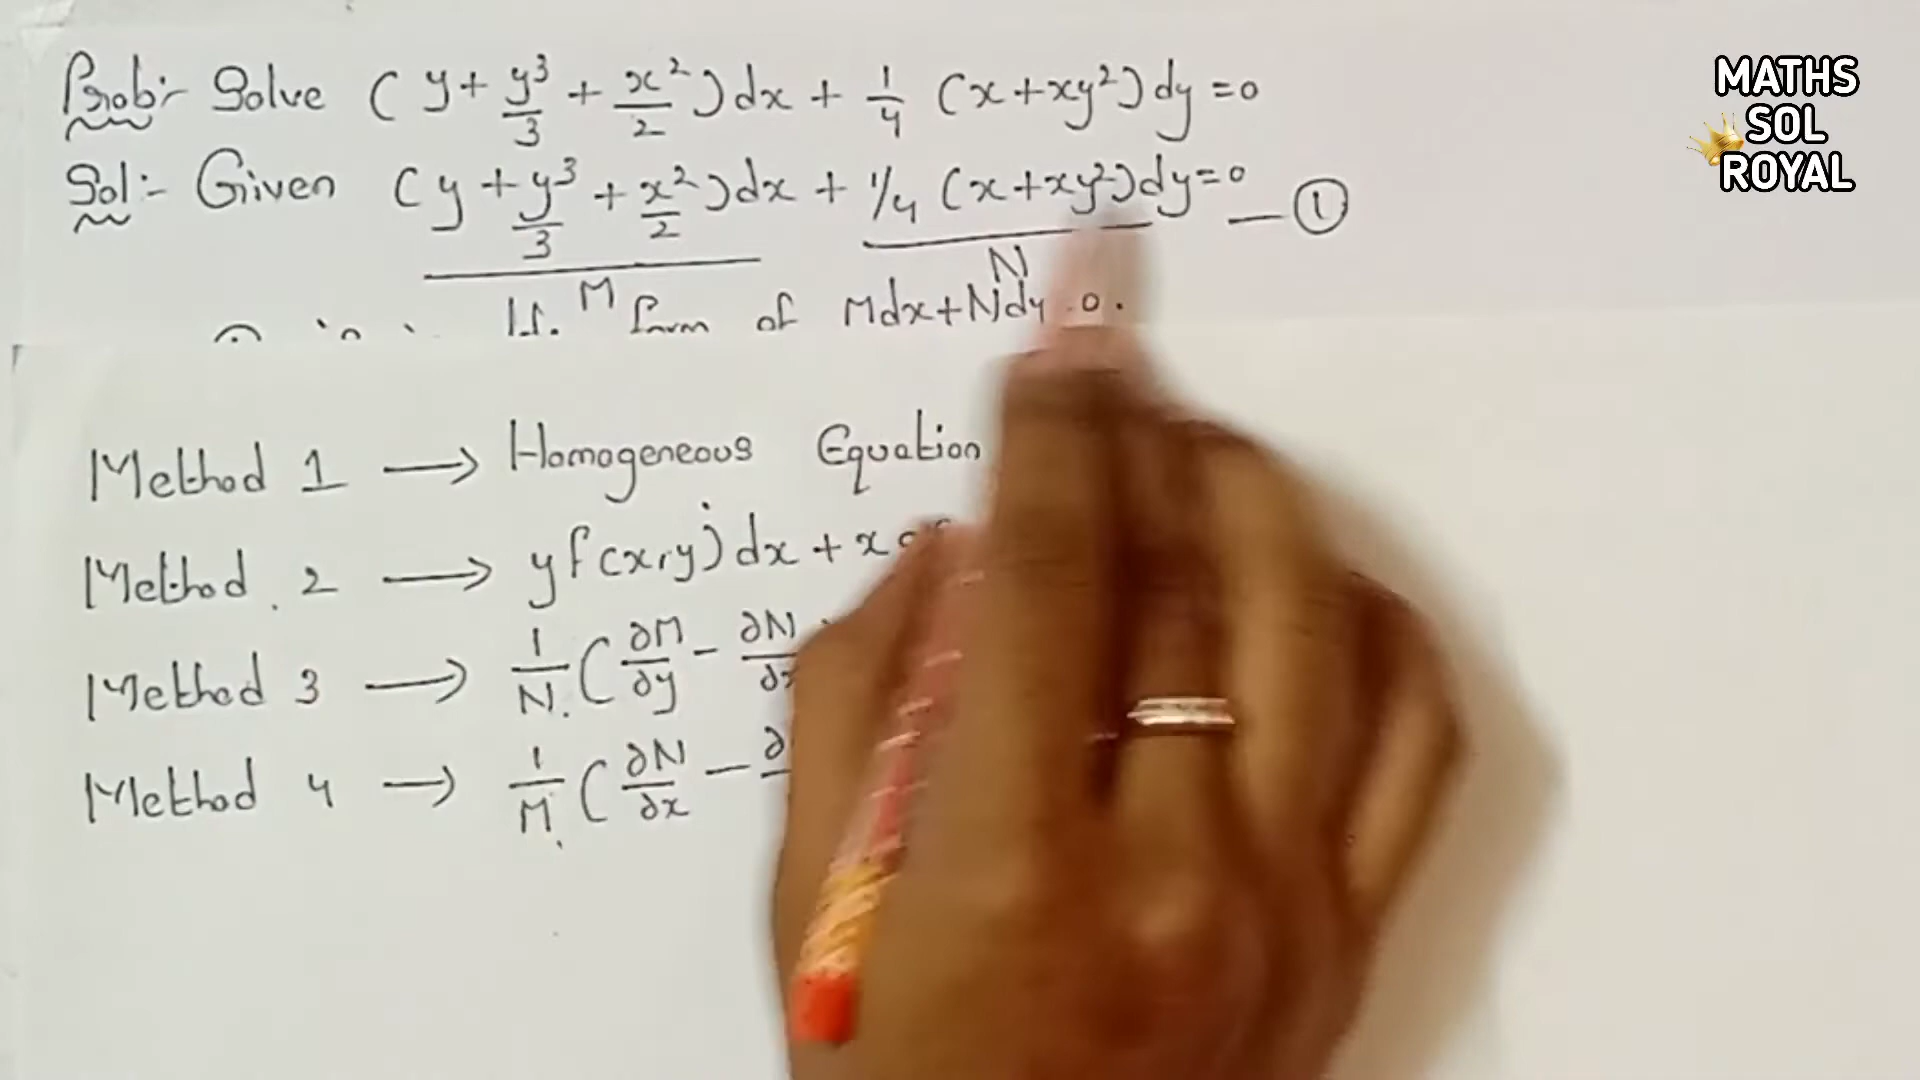 Prob:- Solve (y + y³/3 + x²/2)dx + 1/4 (x + xy²)dy = 0
Sol:- Given (y + y³/3 + x²/2)dx + 1/4 (x + xy²)dy = 0 — ①
M N
form of Mdx + Ndy 0.
Method 1 → Homogeneous Equation
Method 2 → yf(x,y)dx + x
Method 3 → 1/N (∂M/∂y - ∂N/∂x
Method 4 → 1/M (∂N/∂x - ∂
MATHS
SOL
ROYAL